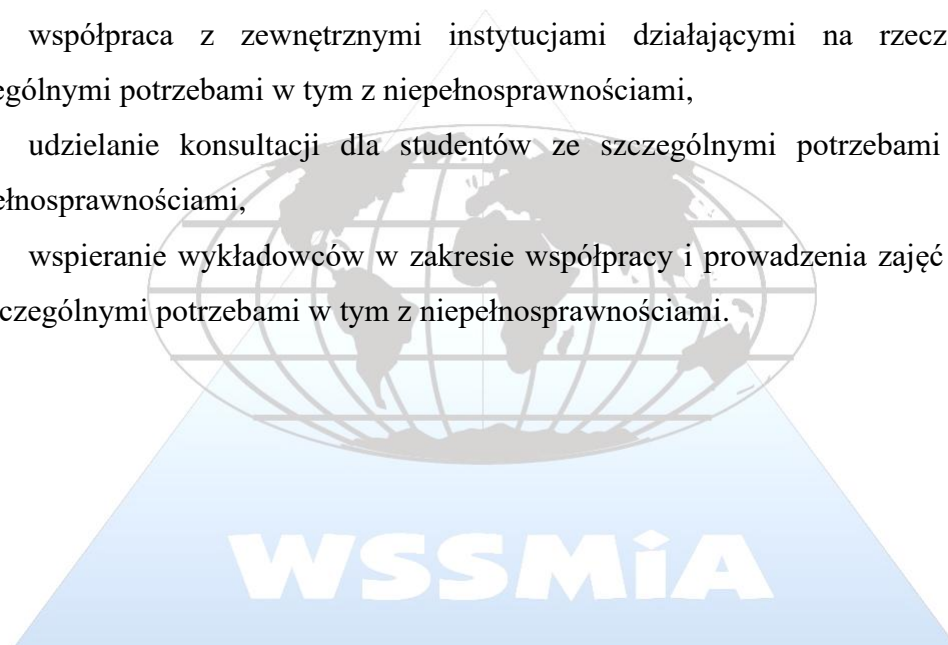 współpraca z zewnętrznymi instytucjami działającymi na rzecz
ególnymi potrzebami w tym z niepełnosprawnościami,
udzielanie konsultacji dla studentów ze szczególnymi potrzebami
ełnosprawnościami,
wspieranie wykładowców w zakresie współpracy i prowadzenia zajęć
czególnymi potrzebami w tym z niepełnosprawnościami.
WSSMiA